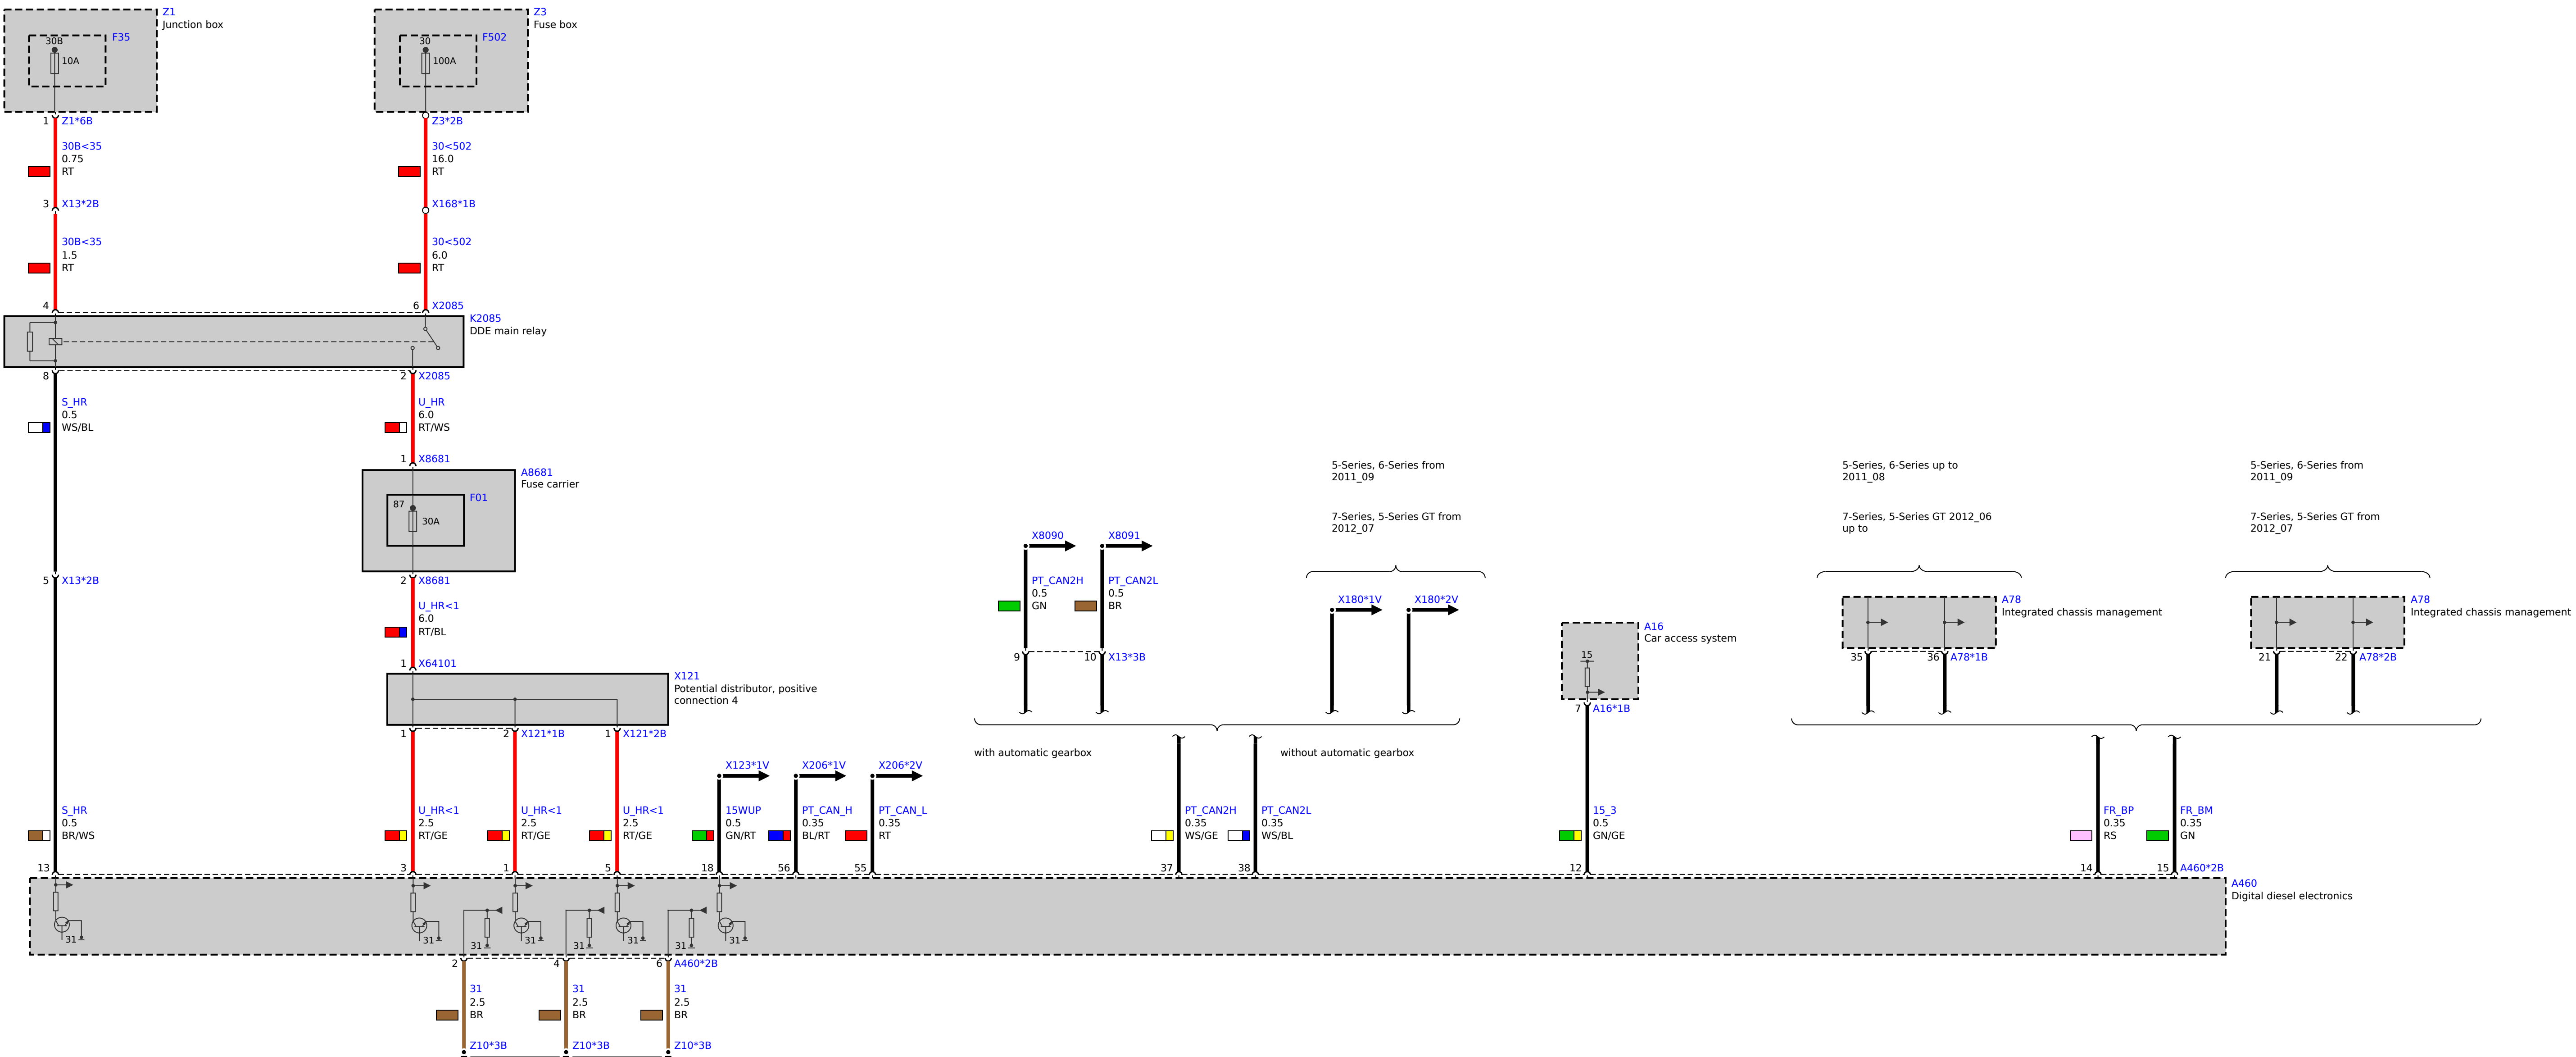 Z1
Junction box
Z3
Fuse box
30B
F35
10A
30
F502
100A
1
Z1*6B
Z3*2B
30B<35
0.75
RT
30<502
16.0
RT
3
X13*2B
X168*1B
30B<35
1.5
RT
30<502
6.0
RT
4
6
X2085
K2085
DDE main relay
8
2
X2085
S_HR
0.5
WS/BL
U_HR
6.0
RT/WS
1
X8681
A8681
Fuse carrier
87
F01
30A
5
X13*2B
2
X8681
U_HR<1
6.0
RT/BL
1
X64101
X121
Potential distributor, positive
connection 4
1
2
X121*1B
1
X121*2B
5-Series, 6-Series from
2011_09
7-Series, 5-Series GT from
2012_07
5-Series, 6-Series up to
2011_08
7-Series, 5-Series GT 2012_06
up to
5-Series, 6-Series from
2011_09
7-Series, 5-Series GT from
2012_07
X8090
X8091
PT_CAN2H
0.5
GN
PT_CAN2L
0.5
BR
X180*1V
X180*2V
9
10
X13*3B
A16
Car access system
15
7
A16*1B
A78
Integrated chassis management
35
36
A78*1B
A78
Integrated chassis management
21
22
A78*2B
with automatic gearbox
without automatic gearbox
X123*1V
X206*1V
X206*2V
S_HR
0.5
BR/WS
U_HR<1
2.5
RT/GE
U_HR<1
2.5
RT/GE
U_HR<1
2.5
RT/GE
15WUP
0.5
GN/RT
PT_CAN_H
0.35
BL/RT
PT_CAN_L
0.35
RT
PT_CAN2H
0.35
WS/GE
PT_CAN2L
0.35
WS/BL
15_3
0.5
GN/GE
FR_BP
0.35
RS
FR_BM
0.35
GN
13
3
1
5
18
56
55
37
38
12
14
15
A460*2B
A460
Digital diesel electronics
31
31
31
31
31
31
31
31
2
4
6
A460*2B
31
2.5
BR
31
2.5
BR
31
2.5
BR
Z10*3B
Z10*3B
Z10*3B